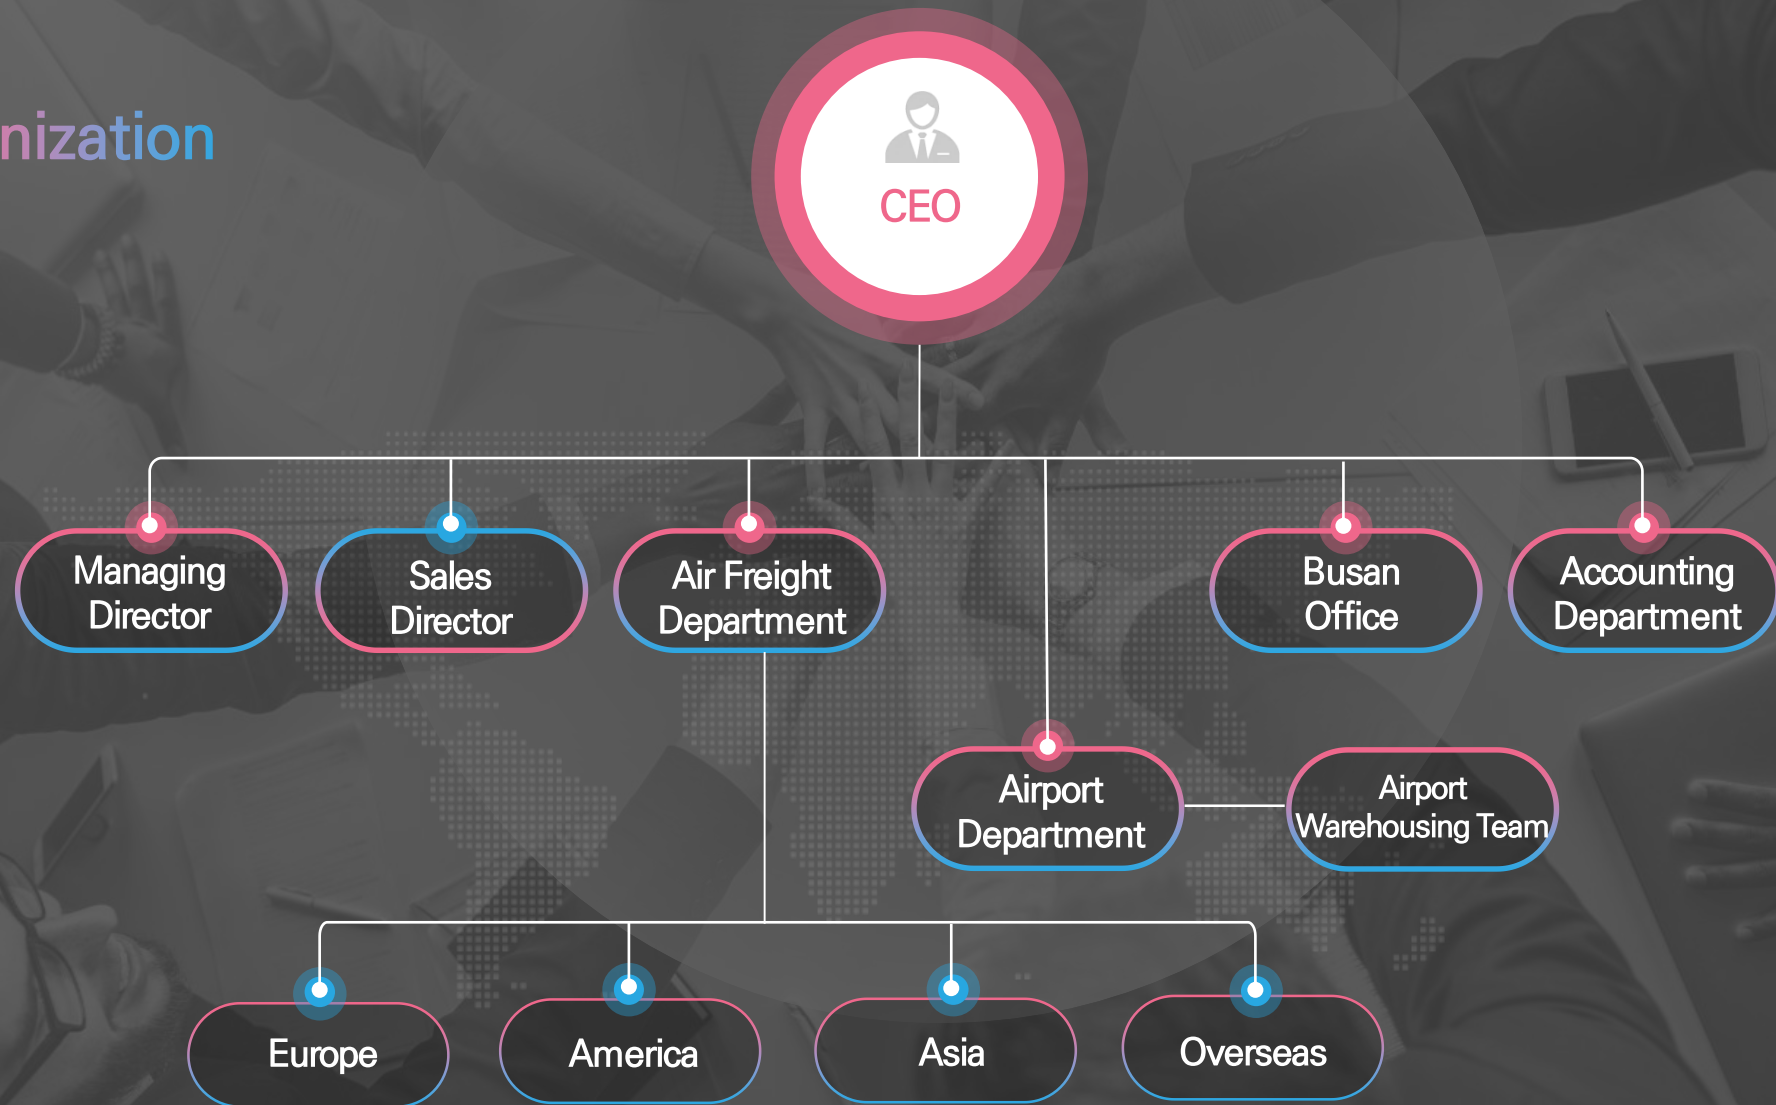 nization
CEO
Managing
Director
Sales
Director
Air Freight
Department
Busan
Office
Accounting
Department
Airport
Department
Airport
Warehousing Team
Europe
America
Asia
Overseas